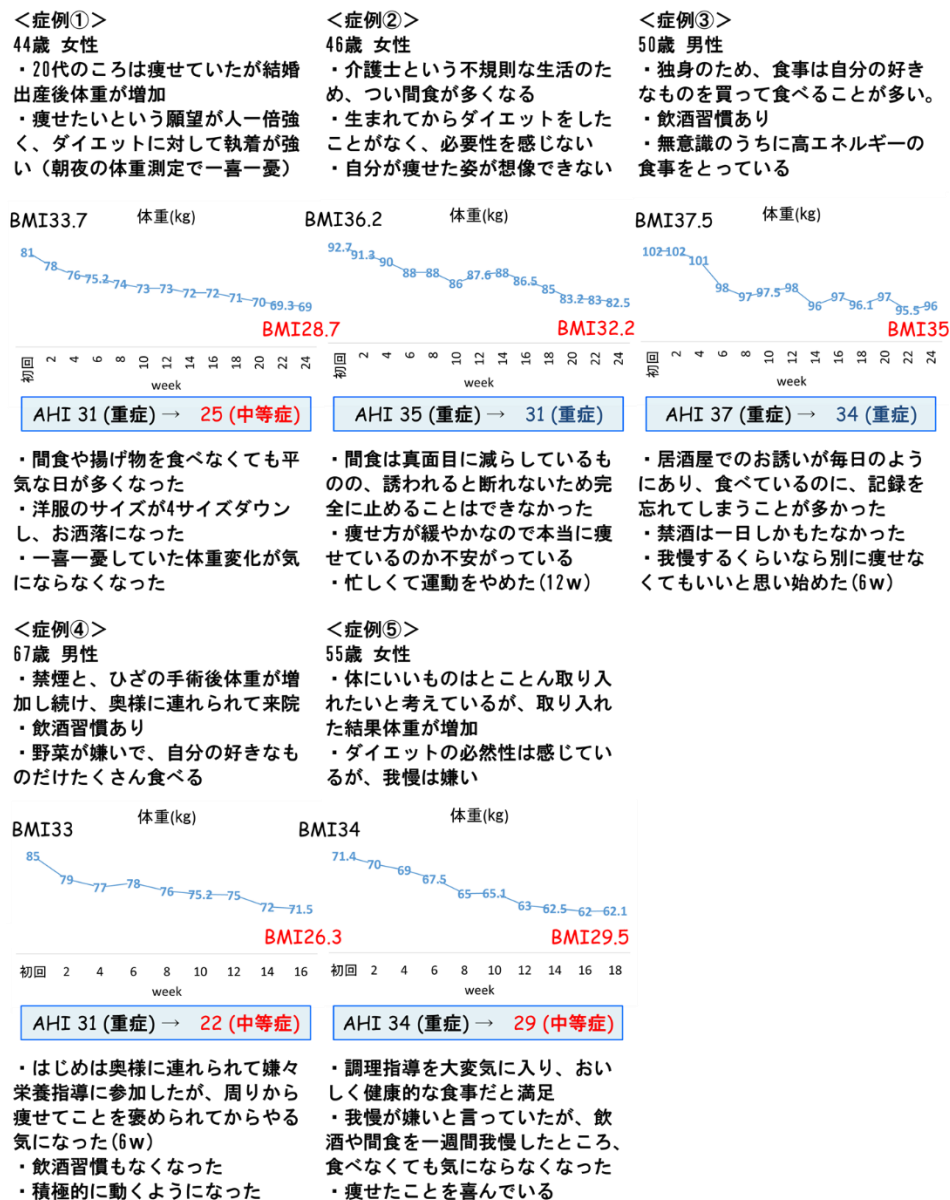 ＜症例①＞
44歳 女性
・20代のころは痩せていたが結婚
出産後体重が増加
・痩せたいという願望が人一倍強
く、ダイエットに対して執着が強
い（朝夜の体重測定で一喜一憂）
BMI33.7
体重(kg)
81 78 76 75.2 74 73 73 72 72 71 70 69.3 69
BMI28.7
初回 2 4 6 8 10 12 14 16 18 20 22 24
week
AHI 31 (重症) → 25 (中等症)
・間食や揚げ物を食べなくても平
気な日が多くなった
・洋服のサイズが4サイズダウン
し、お洒落になった
・一喜一憂していた体重変化が気
にならなくなった
＜症例②＞
46歳 女性
・介護士という不規則な生活のた
め、つい間食が多くなる
・生まれてからダイエットをした
ことがなく、必要性を感じない
・自分が痩せた姿が想像できない
BMI36.2
体重(kg)
92.7 91.3 90 88 88 86 87.6 88 86.5 85 83.2 83 82.5
BMI32.2
初回 2 4 6 8 10 12 14 16 18 20 22 24
week
AHI 35 (重症) → 31 (重症)
・間食は真面目に減らしているも
のの、誘われると断れないため完
全に止めることはできなかった
・痩せ方が緩やかなので本当に痩
せているのか不安がっている
・忙しくて運動をやめた(12w)
＜症例③＞
50歳 男性
・独身のため、食事は自分の好き
なものを買って食べることが多い。
・飲酒習慣あり
・無意識のうちに高エネルギーの
食事をとっている
BMI37.5
体重(kg)
102 102 101 98 97 97.5 98 96 97 96.1 97 95.5 96
BMI35
初回 2 4 6 8 10 12 14 16 18 20 22 24
week
AHI 37 (重症) → 34 (重症)
・居酒屋でのお誘いが毎日のよう
にあり、食べているのに、記録を
忘れてしまうことが多かった
・禁酒は一日しかもたなかった
・我慢するくらいなら別に痩せな
くてもいいと思い始めた(6w)
＜症例④＞
67歳 男性
・禁煙と、ひざの手術後体重が増
加し続け、奥様に連れられて来院
・飲酒習慣あり
・野菜が嫌いで、自分の好きなも
のだけたくさん食べる
BMI33
体重(kg)
85 79 77 78 76 75.2 75 72 71.5
BMI26.3
初回 2 4 6 8 10 12 14 16
week
AHI 31 (重症) → 22 (中等症)
・はじめは奥様に連れられて嫌々
栄養指導に参加したが、周りから
痩せてことを褒められてからやる
気になった(6w)
・飲酒習慣もなくなった
・積極的に動くようになった
＜症例⑤＞
55歳 女性
・体にいいものはとことん取り入
れたいと考えているが、取り入れ
た結果体重が増加
・ダイエットの必然性は感じてい
るが、我慢は嫌い
BMI34
体重(kg)
71.4 70 69 67.5 65 65.1 63 62.5 62 62.1
BMI29.5
初回 2 4 6 8 10 12 14 16 18
week
AHI 34 (重症) → 29 (中等症)
・調理指導を大変気に入り、おい
しく健康的な食事だと満足
・我慢が嫌いと言っていたが、飲
酒や間食を一週間我慢したところ、
食べなくても気にならなくなった
・痩せたことを喜んでいる